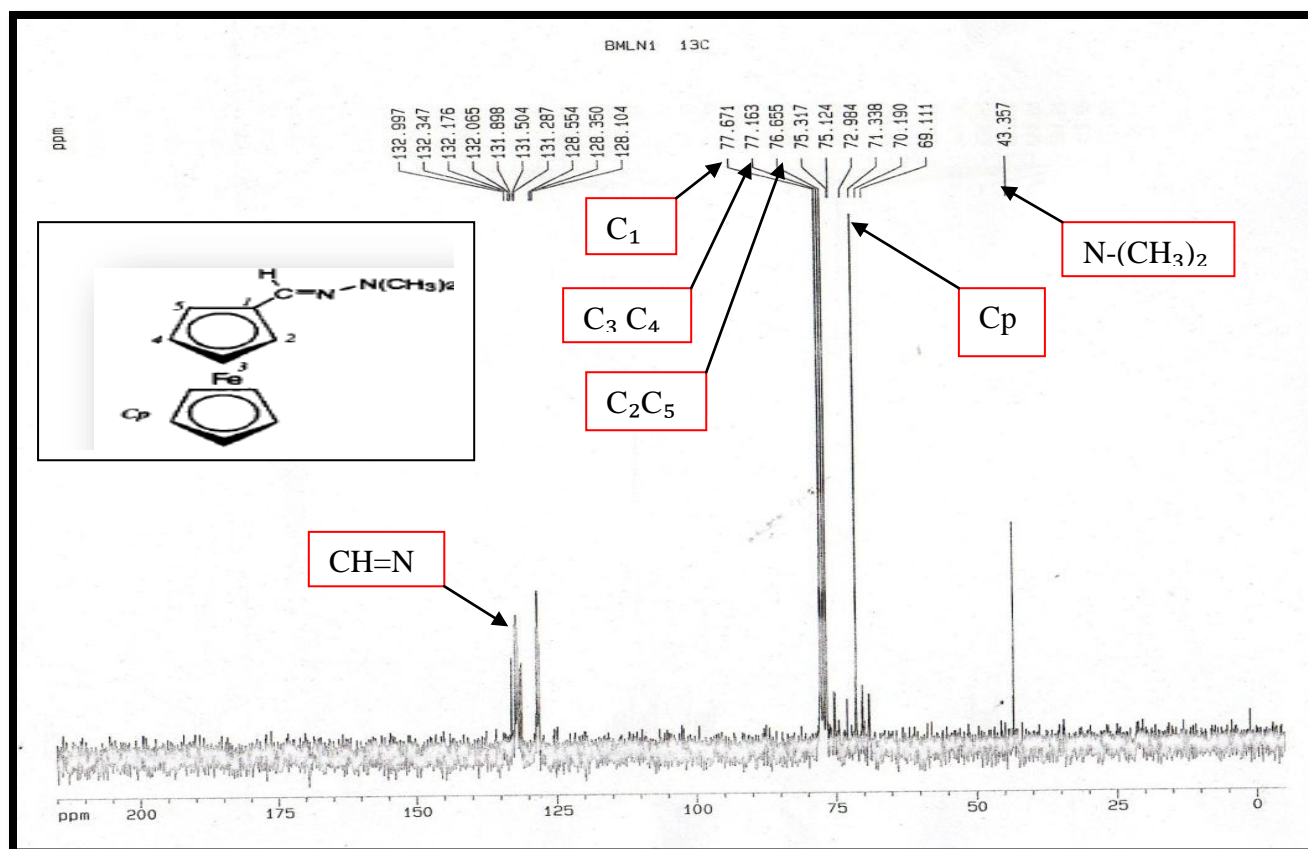 BMLN1 13C
ppm
132.997
132.347
132.176
132.065
131.898
131.504
131.287
128.554
128.350
128.104
77.671
77.163
76.655
75.317
75.124
72.984
71.338
70.190
69.111
43.357
C₁
N-(CH₃)₂
C₃ C₄
Cp
C₂C₅
H
C=N-N(CH₃)₂
1
5
4
2
3
Fe
Cp
CH=N
ppm 200 175 150 125 100 75 50 25 0